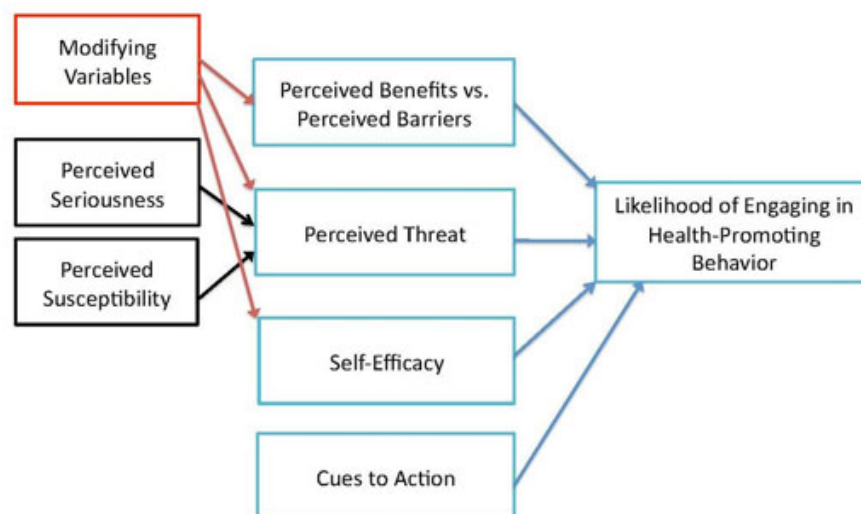 Modifying
Variables
Perceived
Seriousness
Perceived
Susceptibility
Perceived Benefits vs.
Perceived Barriers
Perceived Threat
Self-Efficacy
Cues to Action
Likelihood of Engaging in
Health-Promoting
Behavior